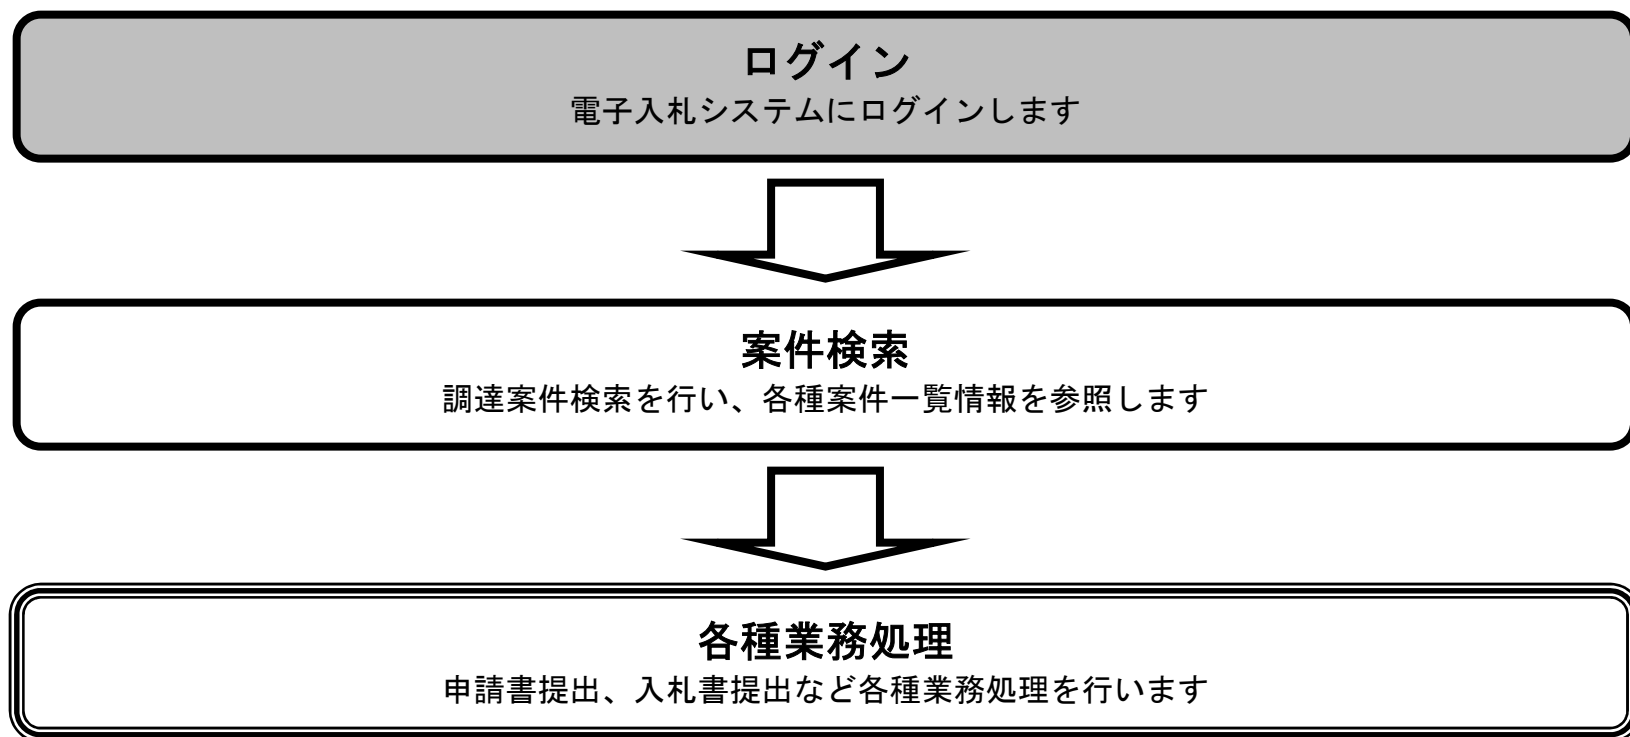 ログイン
電子入札システムにログインします
案件検索
調達案件検索を行い、各種案件一覧情報を参照します
各種業務処理
申請書提出、入札書提出など各種業務処理を行います